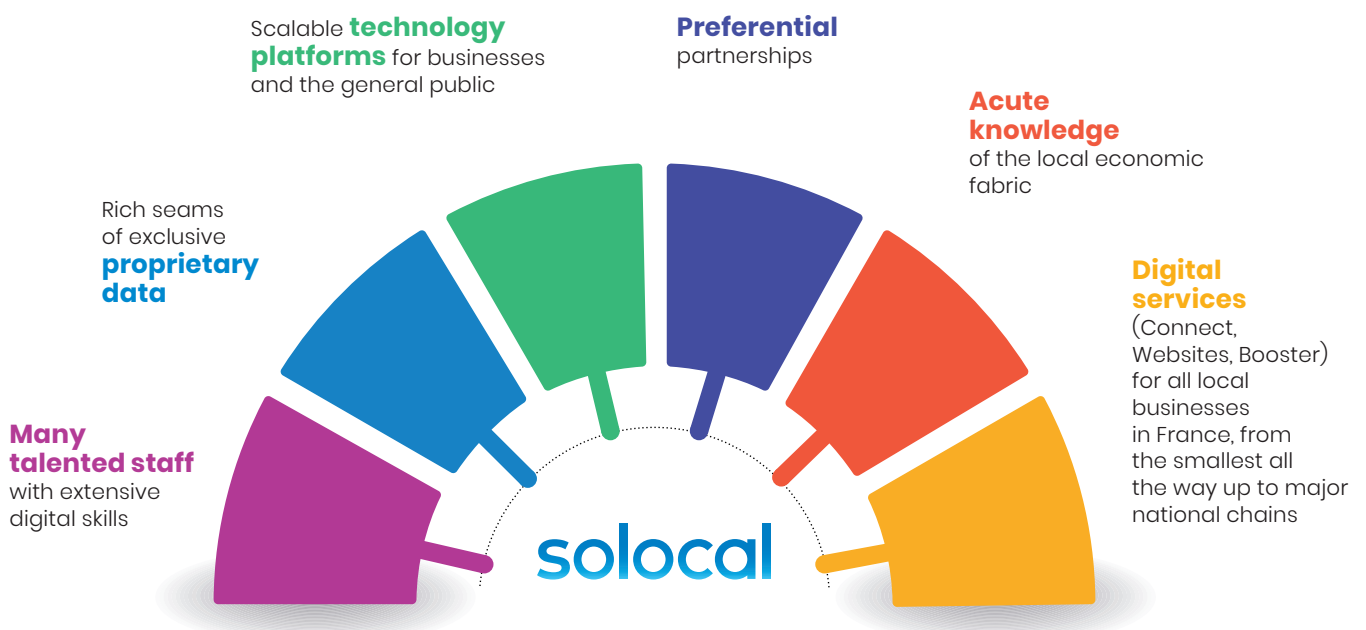 Many
talented staff
with extensive
digital skills
Rich seams
of exclusive
proprietary
data
Scalable technology
platforms for businesses
and the general public
Preferential
partnerships
Acute
knowledge
of the local economic
fabric
Digital
services
(Connect,
Websites, Booster)
for all local
businesses
in France, from
the smallest all
the way up to major
national chains
solocal